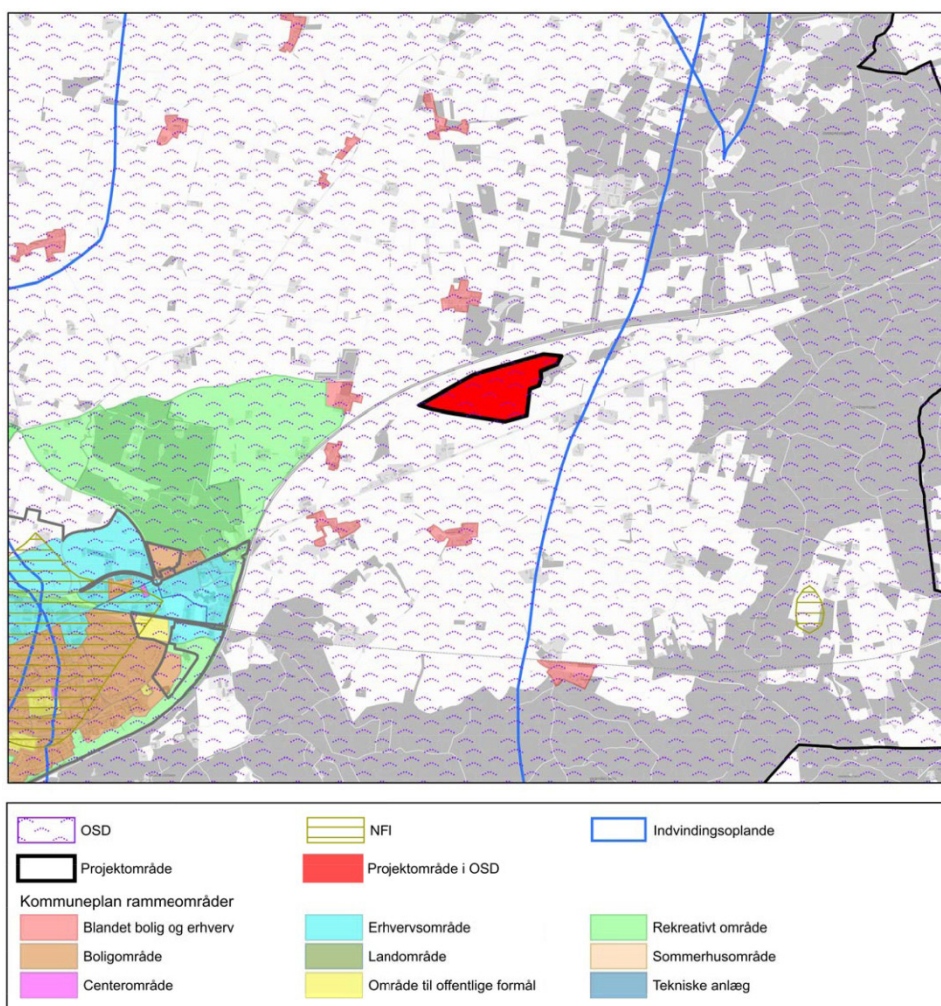 OSD
NFI
Indvindingsoplande
Projektområde
Projektområde i OSD
Kommuneplan rammeområder
Blandet bolig og erhverv
Erhvervsområde
Rekreativt område
Boligområde
Landområde
Sommerhusområde
Centerområde
Område til offentlige formål
Tekniske anlæg